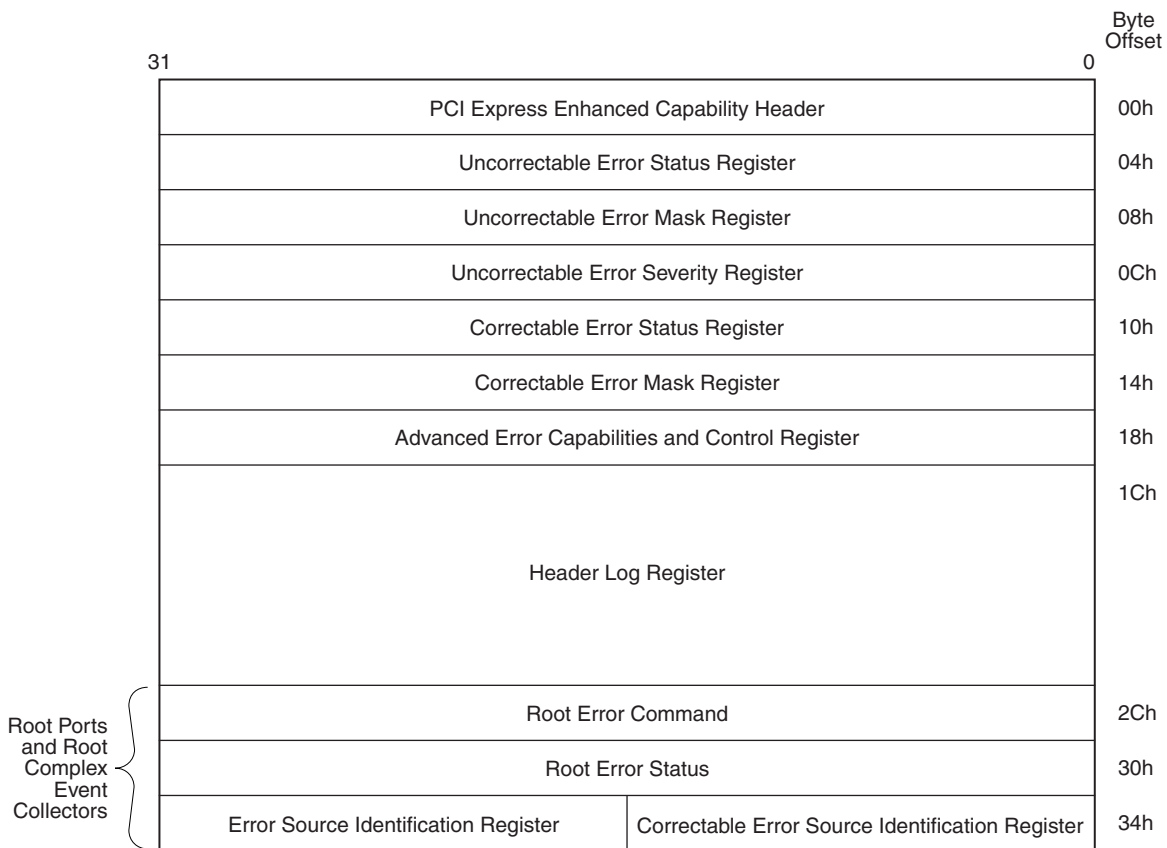 Byte
Offset
31
0
PCI Express Enhanced Capability Header
00h
Uncorrectable Error Status Register
04h
Uncorrectable Error Mask Register
08h
Uncorrectable Error Severity Register
0Ch
Correctable Error Status Register
10h
Correctable Error Mask Register
14h
Advanced Error Capabilities and Control Register
18h
1Ch
Header Log Register
Root Ports
and Root
Complex
Event
Collectors
Root Error Command
2Ch
Root Error Status
30h
Error Source Identification Register
Correctable Error Source Identification Register
34h